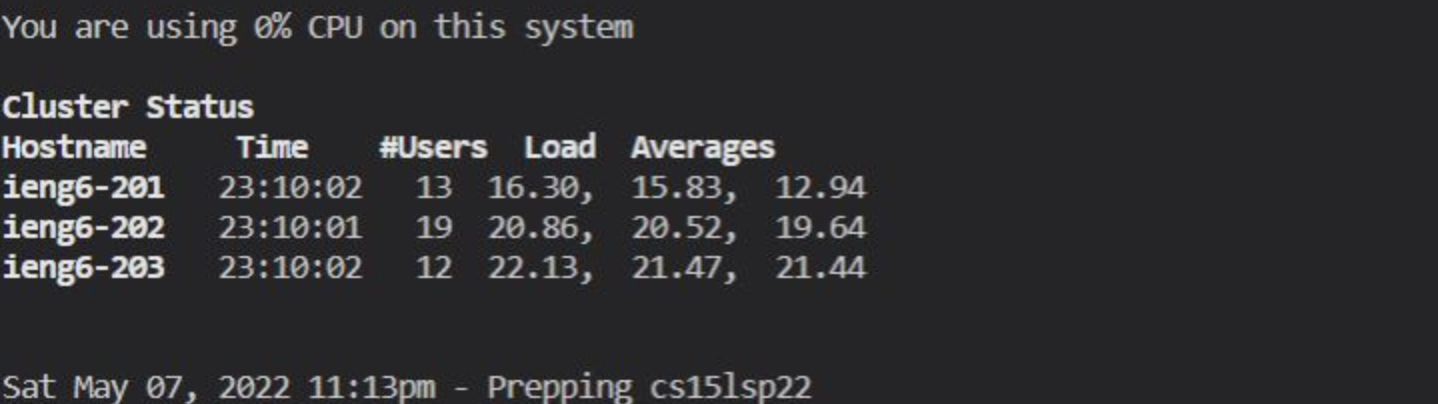 You are using 0% CPU on this system
Cluster Status
Hostname     Time    #Users  Load  Averages
ieng6-201   23:10:02   13  16.30,  15.83,  12.94
ieng6-202   23:10:01   19  20.86,  20.52,  19.64
ieng6-203   23:10:02   12  22.13,  21.47,  21.44
Sat May 07, 2022 11:13pm - Prepping cs15lsp22